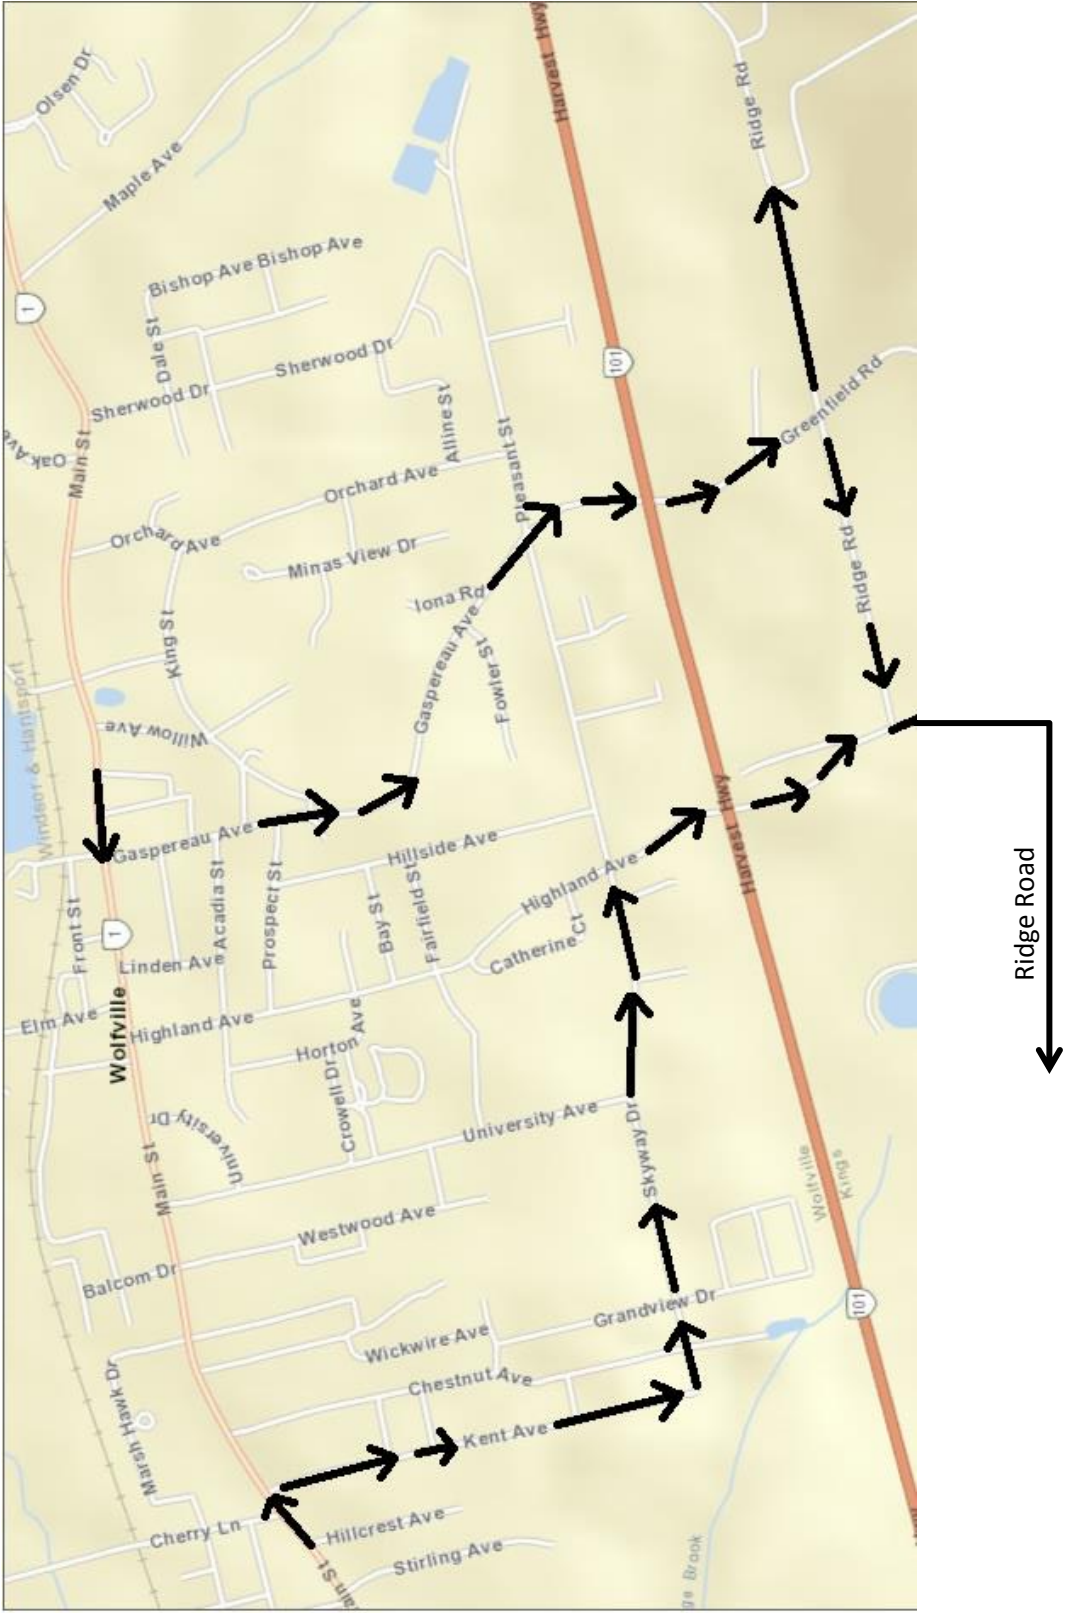 Harvest Hwy
Olsen Dr
Ridge Rd
Maple Ave
Bishop Ave
Bishop Ave
1
Dale St
Sherwood Dr
Sherwood Dr
101
Greenfield Rd
Alline St
Oak Ave
Main St
Pleasant St
Orchard Ave
Orchard Ave
Minas View Dr
Ridge Rd
Iona Rd
King St
Gaspereau Ave
Fowler St
Windsor & Hantsport
Willow Ave
Harvest Hwy
Gaspereau Ave
Hillside Ave
Highland Ave
Acadia St
Prospect St
Bay St
Fairfield St
Front St
1
Linden Ave
Catherine Ct
Ridge Road
Elm Ave
Wolfville
Highland Ave
Horton Ave
Crowell Dr
University Dr
University Ave
Skyway Dr
Main St
Wolfville
Kings
Westwood Ave
Balcom Dr
Grandview Dr
101
Wickwire Ave
Chestnut Ave
Marsh Hawk Dr
Kent Ave
Cherry Ln
Hillcrest Ave
Stirling Ave
ain St
ge Brook